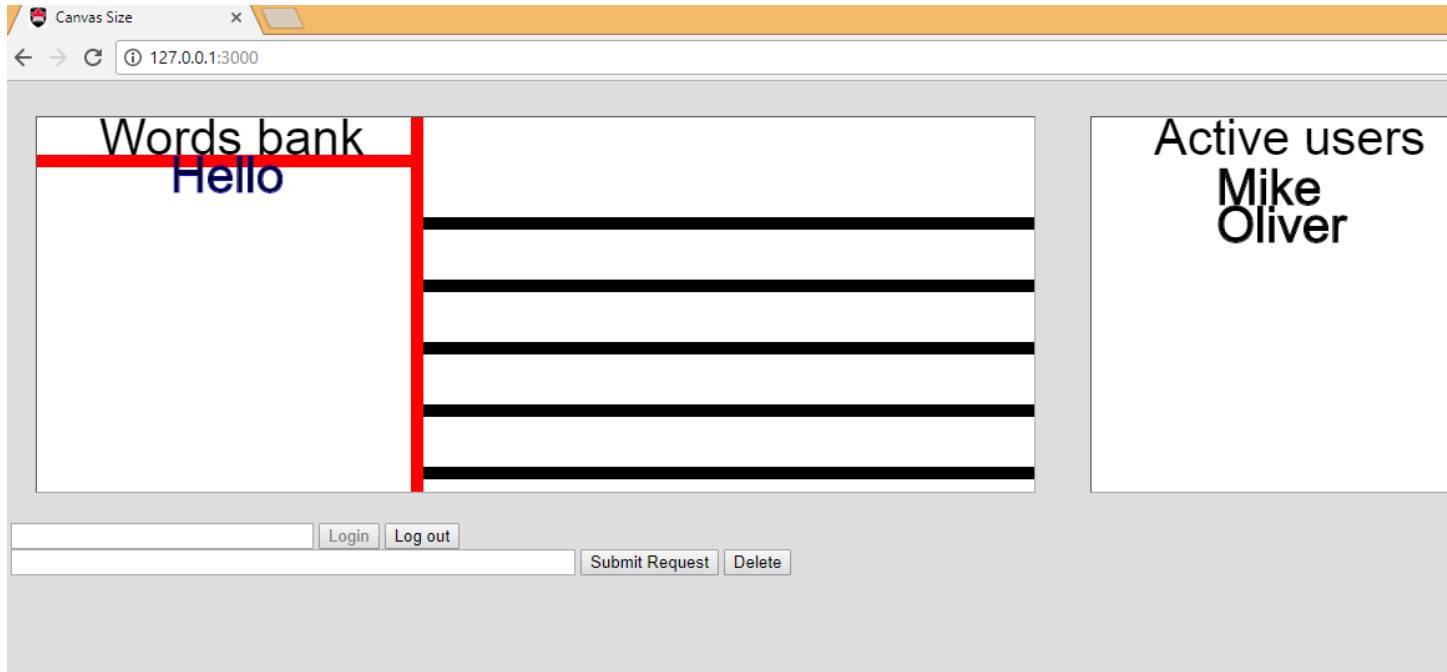 Canvas Size
127.0.0.1:3000
Words bank
Hello
Active users
Mike
Oliver
Login Log out
Submit Request Delete